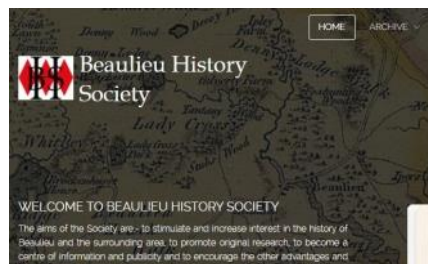 HOME
ARCHIVE
Beaulieu History
Society
Denny Wood
Lady Cross
WELCOME TO BEAULIEU HISTORY SOCIETY
The aims of the Society are:- to stimulate and increase interest in the history of
Beaulieu and the surrounding area, to promote original research, to become a
centre of information and publicity and to encourage the other advantages and